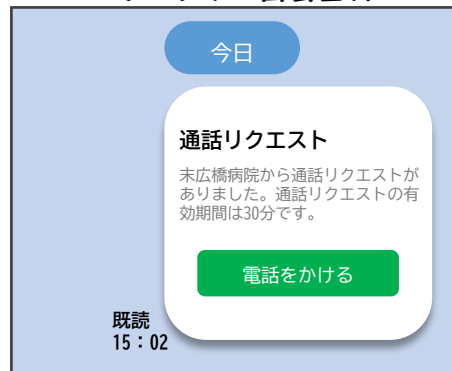 今日
通話リクエスト
末広橋病院から通話リクエストが
ありました。通話リクエストの有
効期間は30分です。
電話をかける
既読
15：02